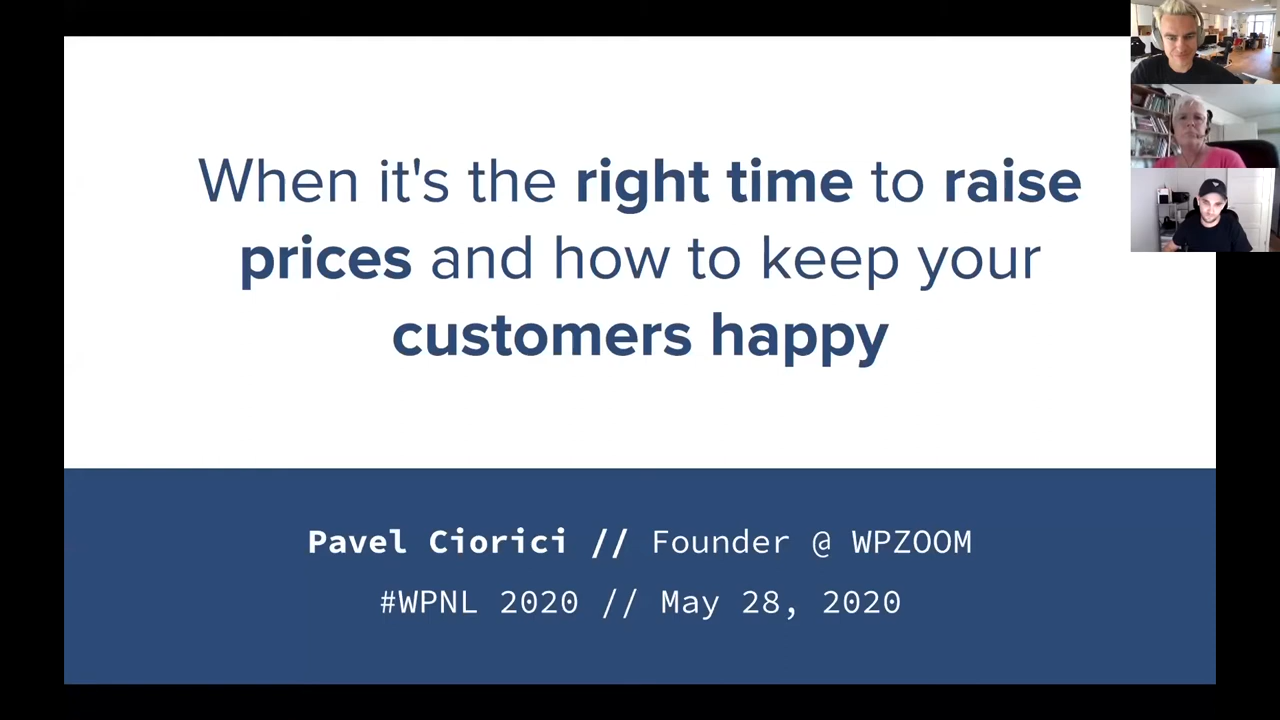 When it's the right time to raise
prices and how to keep your
customers happy
Pavel Ciorici // Founder @ WPZOOM
#WPNL 2020 // May 28, 2020